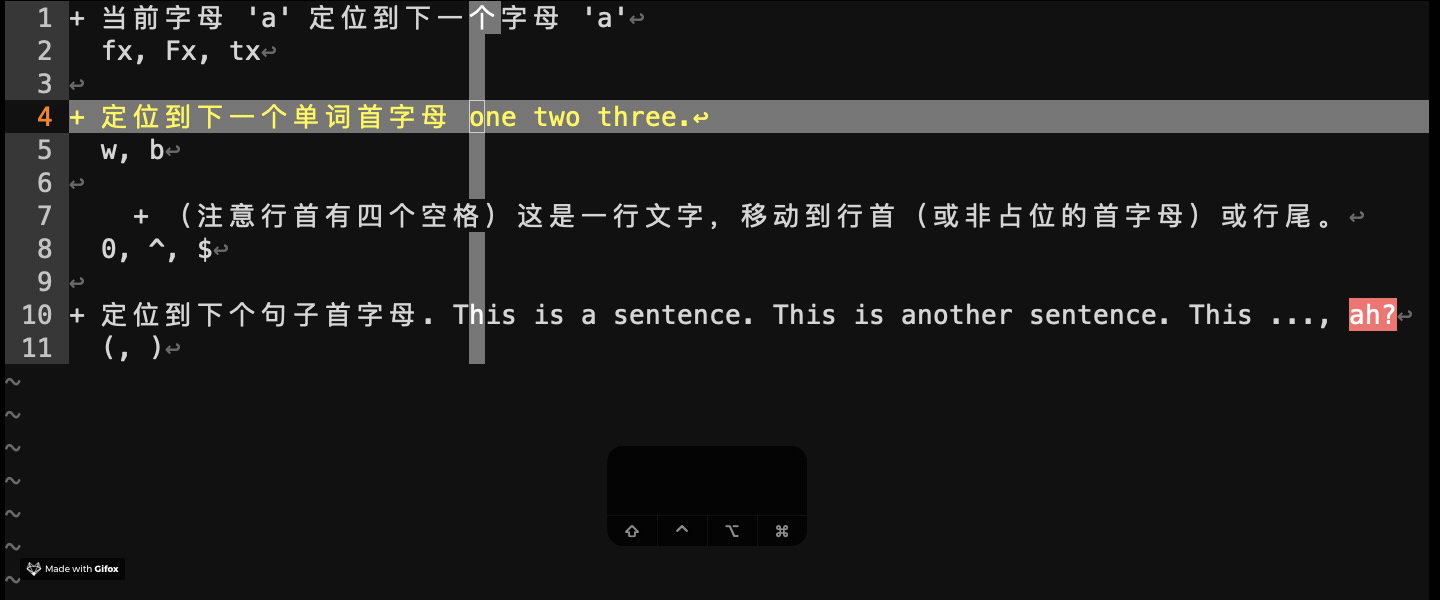 1 + 当前字母 'a' 定位到下一个字母 'a'↩
2 fx, Fx, tx↩
3 ↩
4 + 定位到下一个单词首字母 one two three.↩
5 w, b↩
6 ↩
7 + （注意行首有四个空格）这是一行文字，移动到行首（或非占位的首字母）或行尾。↩
8 0, ^, $↩
9 ↩
10 + 定位到下个句子首字母. This is a sentence. This is another sentence. This ..., ah?↩
11 (, )↩
~
~
~
~
~
~
~
⇧ ^ ⌥ ⌘
Made with Gifox